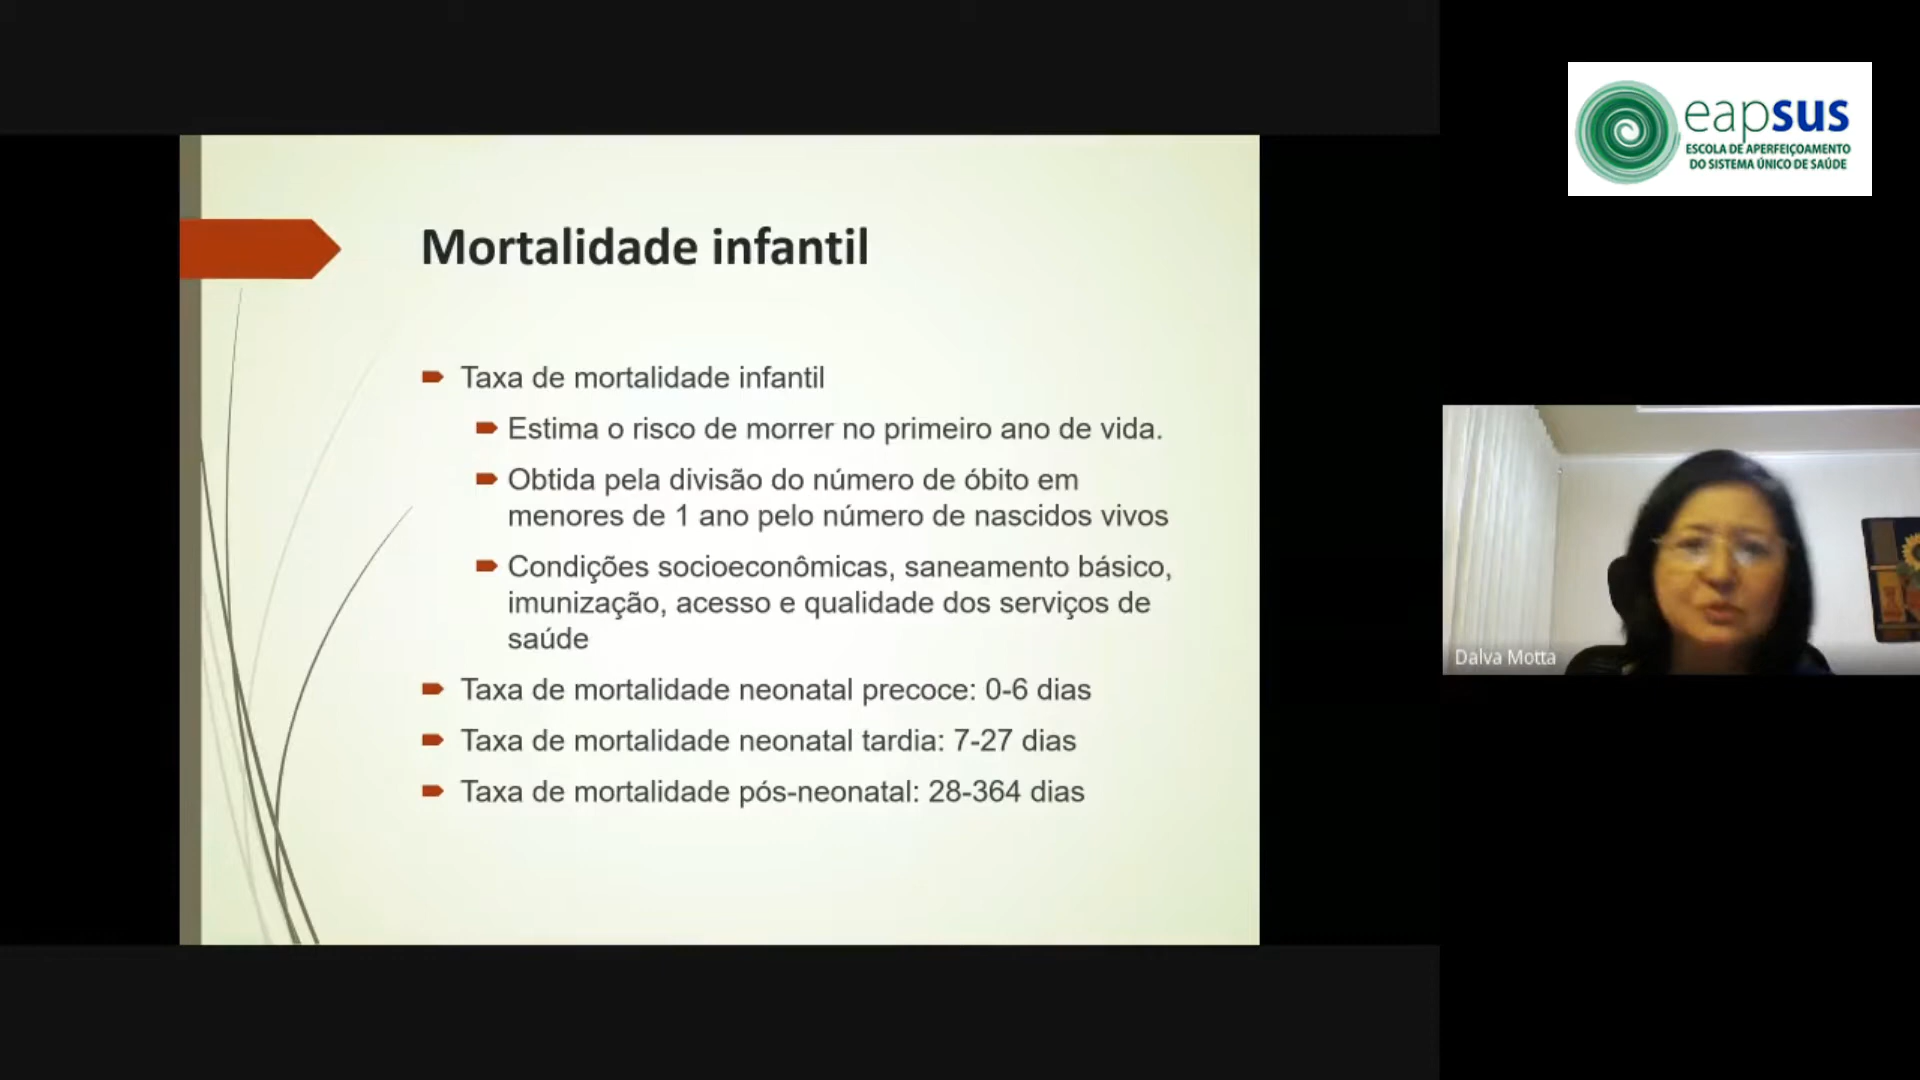 Mortalidade infantil
Taxa de mortalidade infantil
Estima o risco de morrer no primeiro ano de vida.
Obtida pela divisão do número de óbito em
menores de 1 ano pelo número de nascidos vivos
Condições socioeconômicas, saneamento básico,
imunização, acesso e qualidade dos serviços de
saúde
Taxa de mortalidade neonatal precoce: 0-6 dias
Taxa de mortalidade neonatal tardia: 7-27 dias
Taxa de mortalidade pós-neonatal: 28-364 dias
eapsus
ESCOLA DE APERFEIÇOAMENTO
DO SISTEMA ÚNICO DE SAÚDE
Dalva Motta